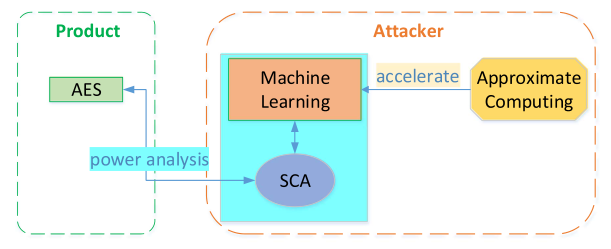 Product
Attacker
AES
Machine
Learning
accelerate
Approximate
Computing
power analysis
SCA